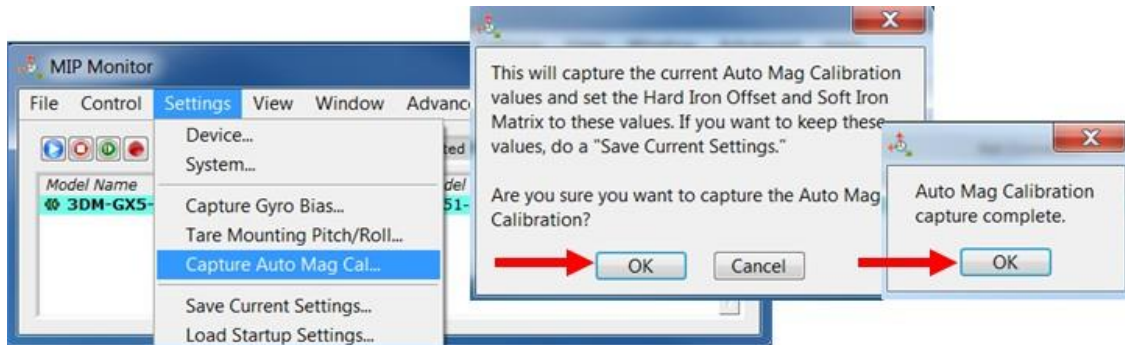 MIP Monitor
File Control Settings View Window Advanc
Device...
System...
Model Name
3DM-GX5-
51-
Capture Gyro Bias...
Tare Mounting Pitch/Roll...
Capture Auto Mag Cal...
Save Current Settings...
Load Startup Settings...
This will capture the current Auto Mag Calibration
values and set the Hard Iron Offset and Soft Iron
Matrix to these values. If you want to keep these
values, do a "Save Current Settings."
Are you sure you want to capture the Auto Mag
Calibration?
OK Cancel
Auto Mag Calibration
capture complete.
OK